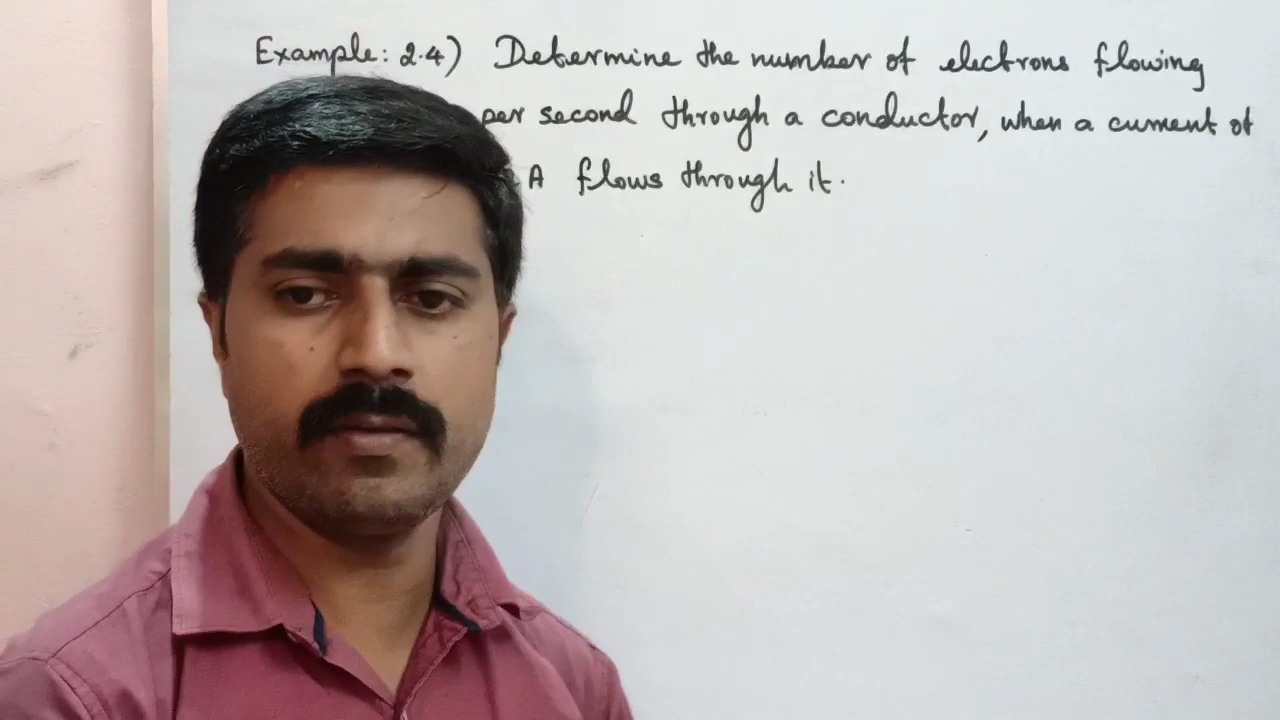 Example: 2.4) Determine the number of electrons flowing
per second through a conductor, when a current of
A flows through it.